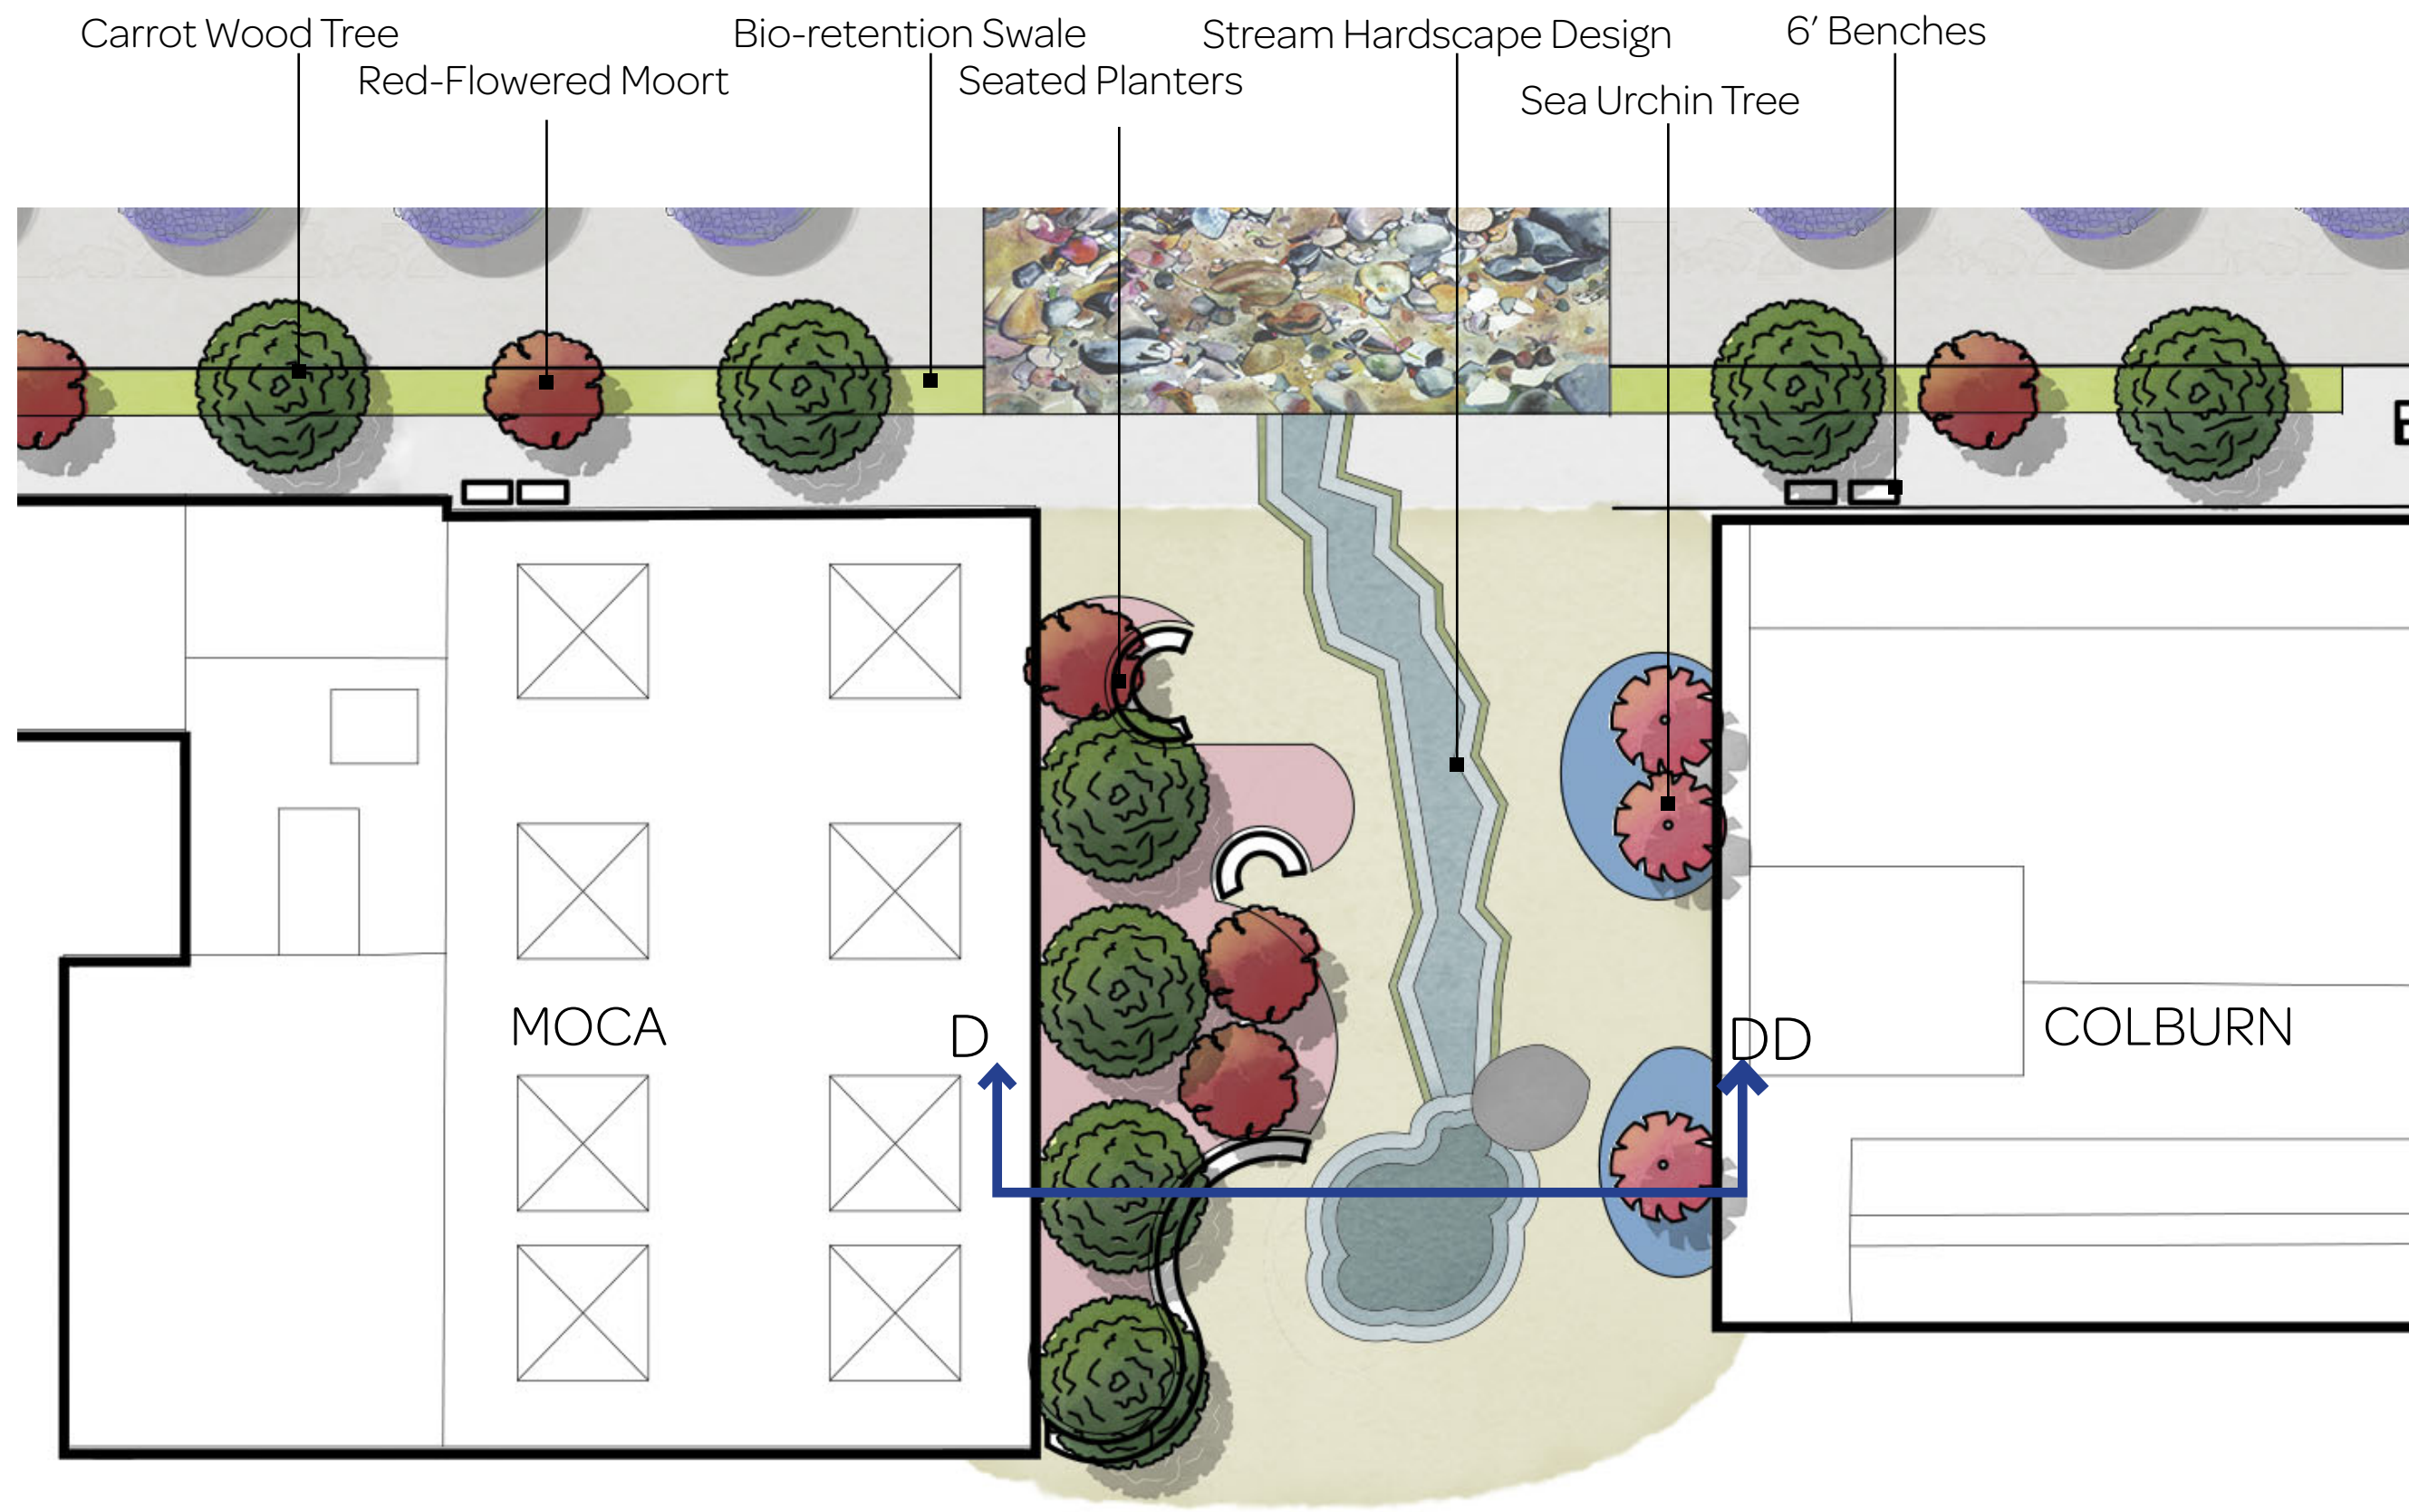 Carrot Wood Tree
Red-Flowered Moort
Bio-retention Swale
Seated Planters
Stream Hardscape Design
Sea Urchin Tree
6’ Benches
MOCA
D
DD
COLBURN